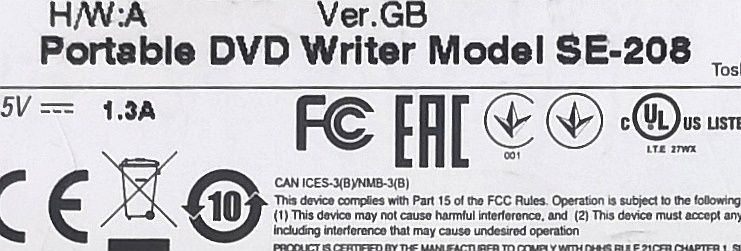 H/W:A Ver.GB
Portable DVD Writer Model SE-208
5V 1.3A
FC EAC
001
c UL US LISTE
I.T.E 27WX
CE 10
CAN ICES-3(B)/NMB-3(B)
This device complies with Part 15 of the FCC Rules. Operation is subject to the following
(1) This device may not cause harmful interference, and (2) This device must accept any
including interference that may cause undesired operation
PRODUCT IS CERTIFIED BY THE MANUFACTURER TO COMPLY WITH DHHS RULE 21CFR CHAPTER 1